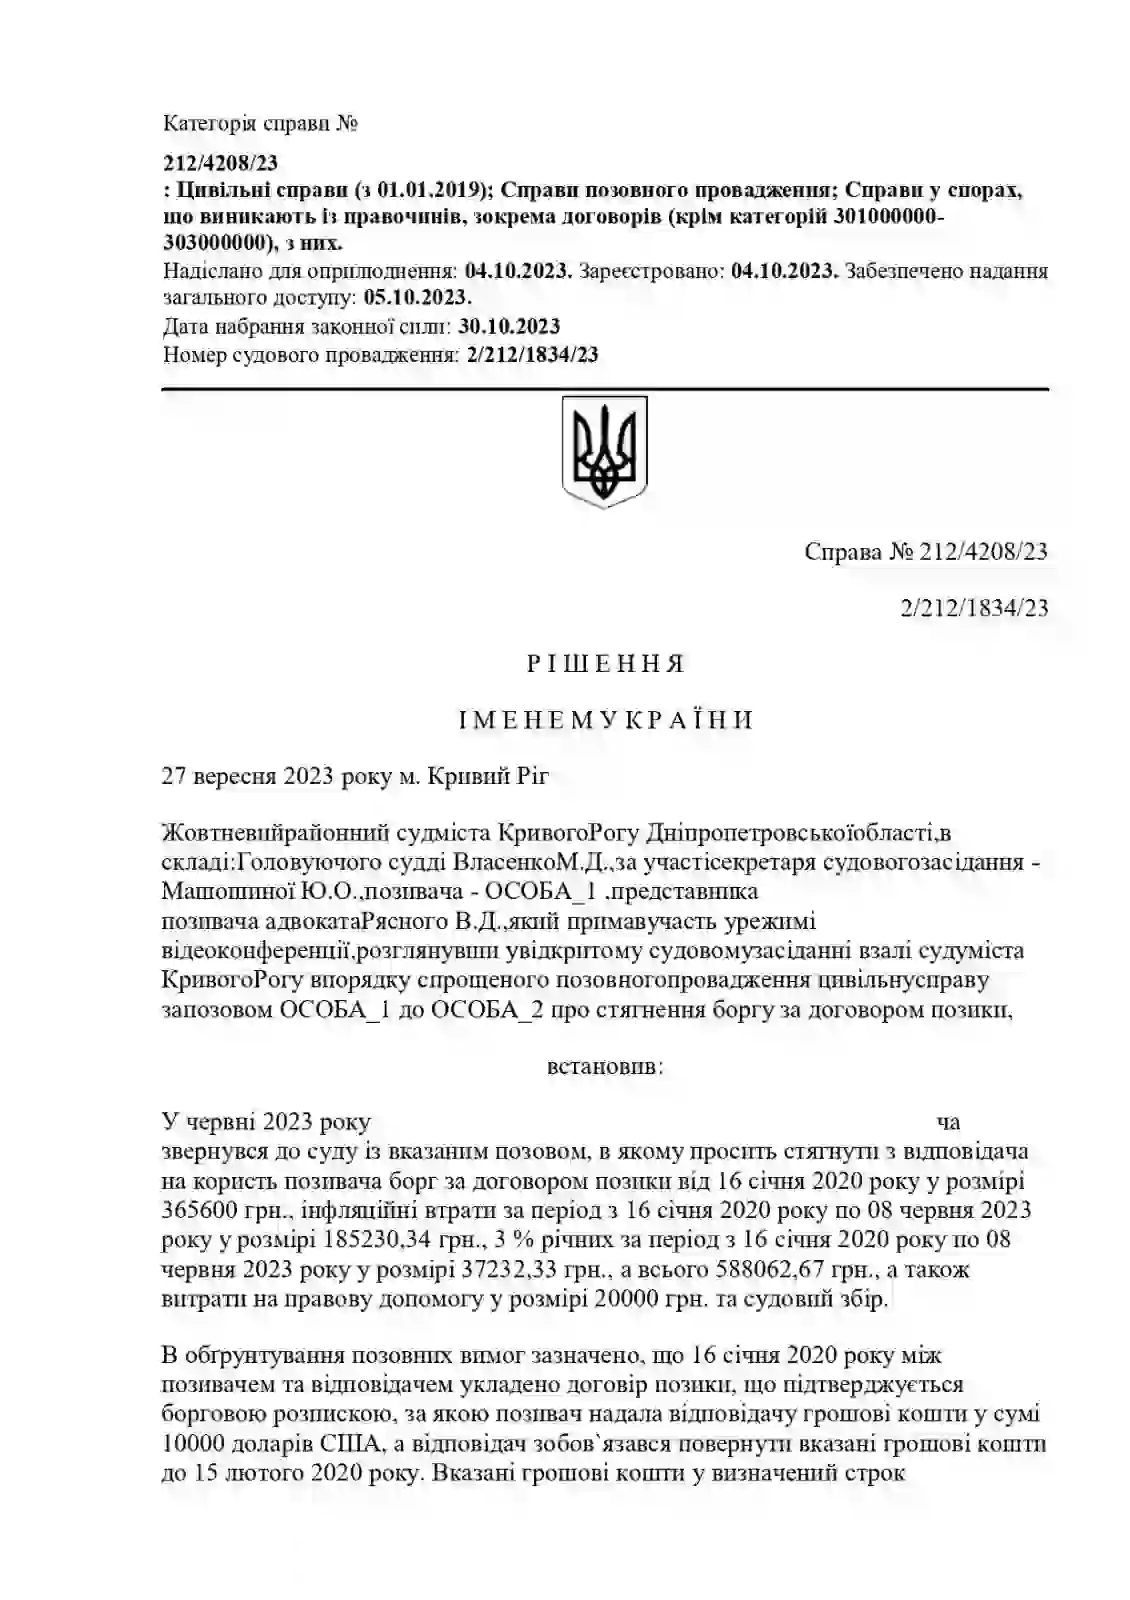 Категорія справи №
212/4208/23
: Цивільні справи (з 01.01.2019); Справи позовного провадження; Справи у спорах,
що виникають із правочинів, зокрема договорів (крім категорій 301000000-
303000000), з них.
Надіслано для оприлюднення: 04.10.2023. Зареєстровано: 04.10.2023. Забезпечено надання
загального доступу: 05.10.2023.
Дата набрання законної сили: 30.10.2023
Номер судового провадження: 2/212/1834/23
Справа № 212/4208/23
2/212/1834/23
Р І Ш Е Н Н Я
І М Е Н Е М У К Р А Ї Н И
27 вересня 2023 року м. Кривий Ріг
Жовтневийрайонний судміста КривогоРогу Дніпропетровськоїобласті,в
складі:Головуючого судді ВласенкоМ.Д.,за участісекретаря судовогозасідання -
Машошиної Ю.О.,позивача - ОСОБА_1 .представника
позивача адвокатаРясного В.Д.,який примавучасть урежимі
відеоконференції,розглянувши увідкритому судовомузасіданні взалі судуміста
КривогоРогу впорядку спрощеного позовногопровадження цивільнусправу
запозовом ОСОБА_1 до ОСОБА_2 про стягнення боргу за договором позики,
встановив:
У червні 2023 року ча
звернувся до суду із вказаним позовом, в якому просить стягнути з відповідача
на користь позивача борг за договором позики від 16 січня 2020 року у розмірі
365600 грн., інфляційні втрати за період з 16 січня 2020 року по 08 червня 2023
року у розмірі 185230,34 грн., 3 % річних за період з 16 січня 2020 року по 08
червня 2023 року у розмірі 37232,33 грн., а всього 588062,67 грн., а також
витрати на правову допомогу у розмірі 20000 грн. та судовий збір.
В обґрунтування позовних вимог зазначено, що 16 січня 2020 року між
позивачем та відповідачем укладено договір позики, що підтверджується
борговою розпискою, за якою позивач надала відповідачу грошові кошти у сумі
10000 доларів США, а відповідач зобов`язався повернути вказані грошові кошти
до 15 лютого 2020 року. Вказані грошові кошти у визначений строк